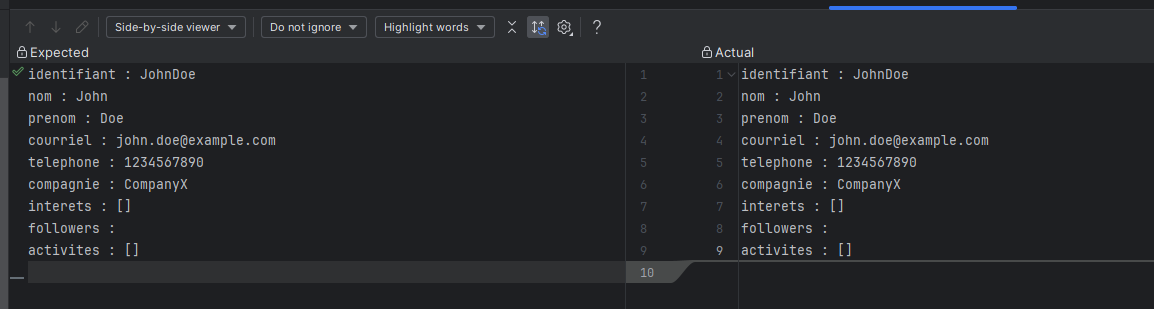 Side-by-side viewer Do not ignore Highlight words ?
Expected Actual
identifiant : JohnDoe 1 1 identifiant : JohnDoe
nom : John 2 2 nom : John
prenom : Doe 3 3 prenom : Doe
courriel : john.doe@example.com 4 4 courriel : john.doe@example.com
telephone : 1234567890 5 5 telephone : 1234567890
compagnie : CompanyX 6 6 compagnie : CompanyX
interets : [] 7 7 interets : []
followers : 8 8 followers :
activites : [] 9 9 activites : []
10